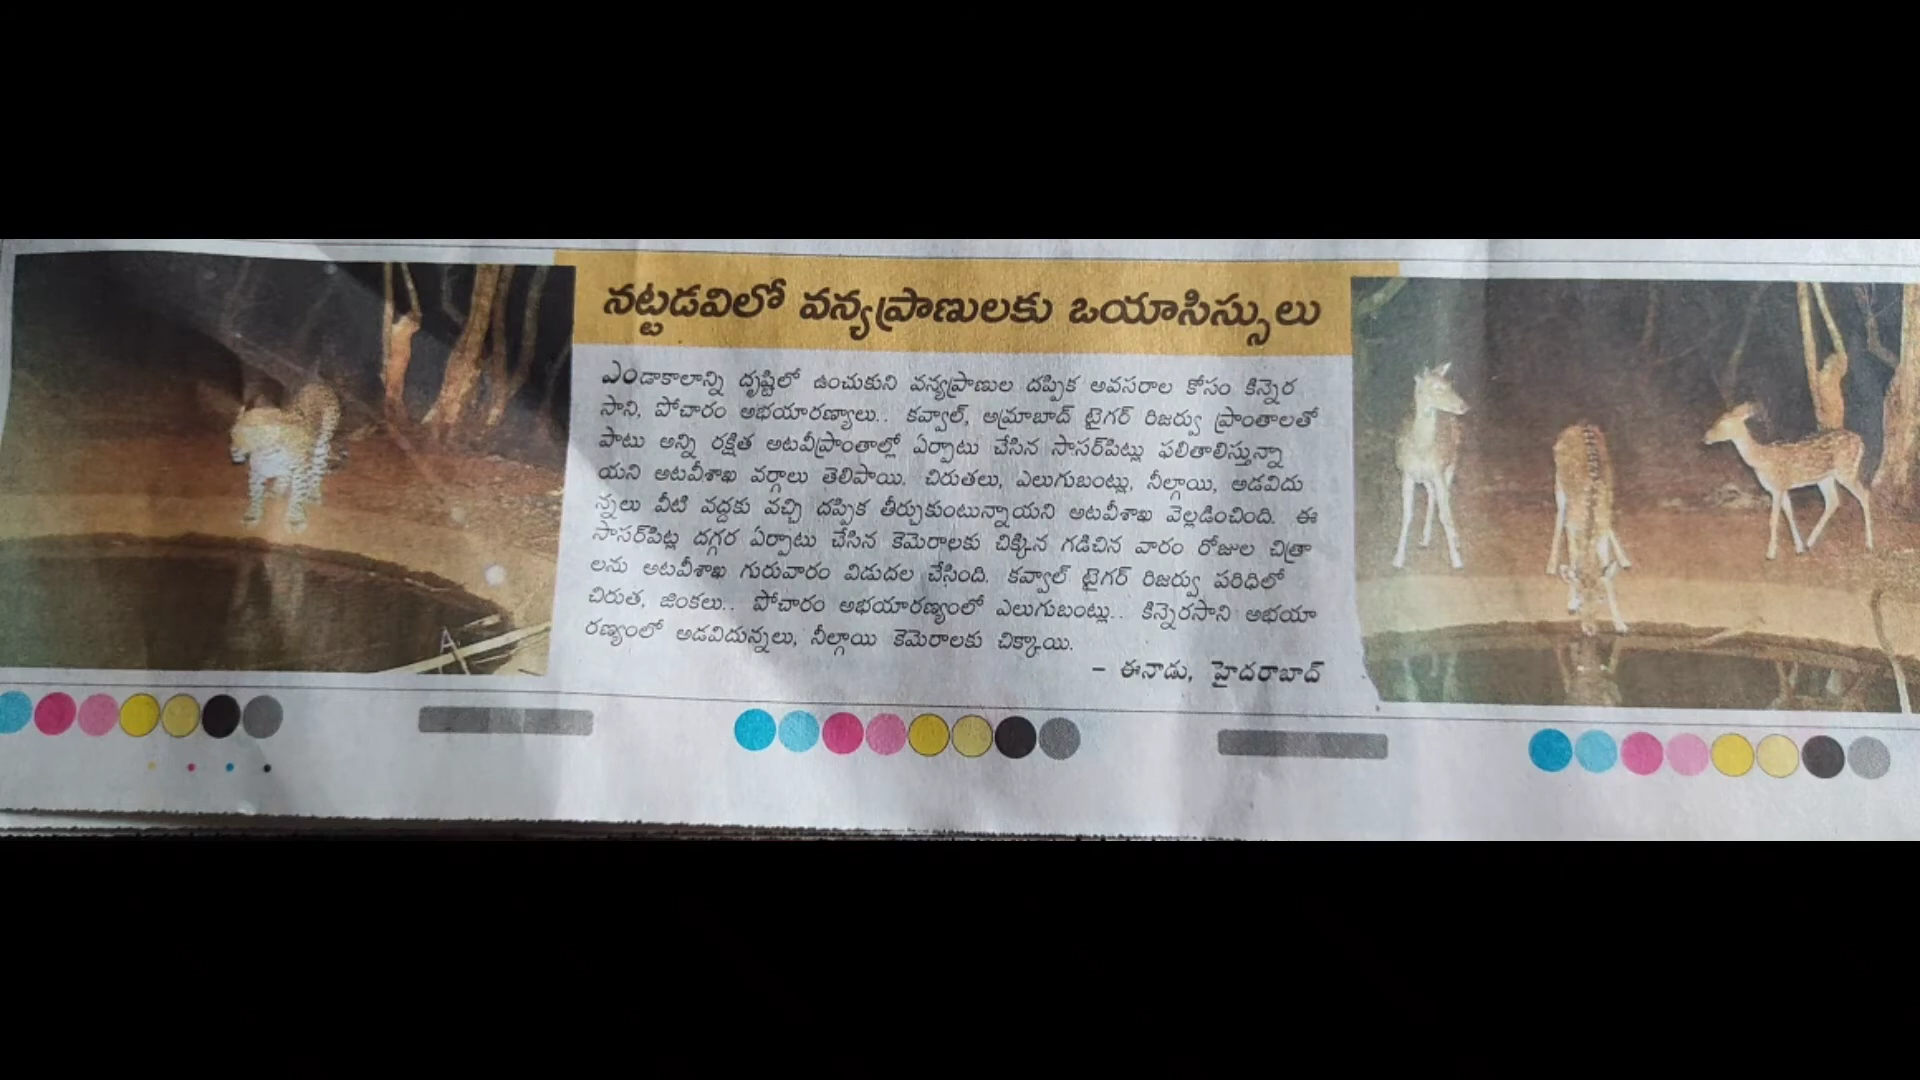 నట్టడవిలో వన్యప్రాణులకు ఒయాసిస్సులు
ఎండాకాలాన్ని దృష్టిలో ఉంచుకుని వన్యప్రాణుల దప్పిక అవసరాల కోసం కిన్నెర
సాని, పోచారం అభయారణ్యాలు.. కవ్వాల్, అమ్రాబాద్ టైగర్ రిజర్వు ప్రాంతాలతో
పాటు అన్ని రక్షిత అటవీప్రాంతాల్లో ఏర్పాటు చేసిన సాసర్‌పిట్లు ఫలితాలిస్తున్నా
యని అటవీశాఖ వర్గాలు తెలిపాయి. చిరుతలు, ఎలుగుబంట్లు, నీల్గాయి, అడవిదు
న్నలు వీటి వద్దకు వచ్చి దప్పిక తీర్చుకుంటున్నాయని అటవీశాఖ వెల్లడించింది. ఈ
సాసర్‌పిట్ల దగ్గర ఏర్పాటు చేసిన కెమెరాలకు చిక్కిన గడిచిన వారం రోజుల చిత్రా
లను అటవీశాఖ గురువారం విడుదల చేసింది. కవ్వాల్ టైగర్ రిజర్వు పరిధిలో
చిరుత, జింకలు.. పోచారం అభయారణ్యంలో ఎలుగుబంట్లు.. కిన్నెరసాని అభయా
రణ్యంలో అడవిదున్నలు, నీల్గాయి కెమెరాలకు చిక్కాయి.
– ఈనాడు, హైదరాబాద్